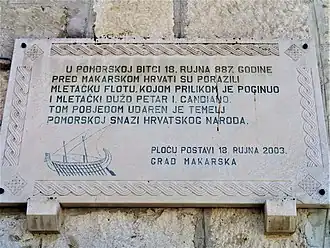 U POMORSKOJ BITCI 18. RUJNA 887. GODINE
PRED MAKARSKOM HRVATI SU PORAZILI
MLETAČKU FLOTU, KOJOM PRILIKOM JE POGINUO
I MLETAČKI DUŽD PETAR I. CANDIANO.
TOM POBJEDOM UDAREN JE TEMELJ
POMORSKOJ SNAZI HRVATSKOG NARODA.
PLOČU POSTAVI 18. RUJNA 2003.
GRAD MAKARSKA